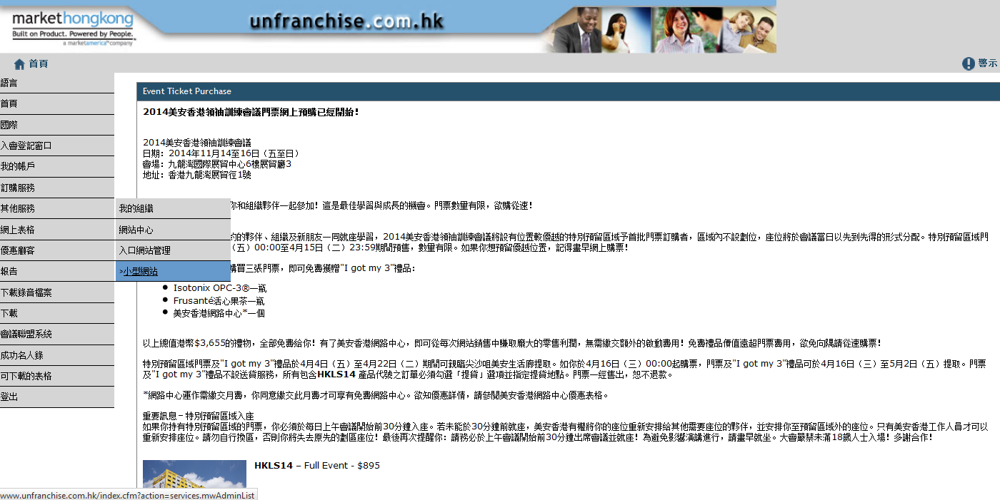 markethongkong
Built on Product. Powered by People.
a marketamerica company
unfranchise.com.hk
首頁
警示
語言
首頁
國際
入會登記窗口
我的帳戶
訂購服務
其他服務
網上表格
優惠顧客
報告
下載錄音檔案
下載
會議聯盟系統
成功名人錄
可下載的表格
登出
我的組織
網站中心
入口網站管理
>小型網站
Event Ticket Purchase
2014美安香港領袖訓練會議門票網上預購已經開始！
2014美安香港領袖訓練會議
日期：2014年11月14至16日（五至日）
會場：九龍灣國際展貿中心6樓展貿廳3
地址：香港九龍灣展貿徑1號
你和組織夥伴一起參加！這是最佳學習與成長的機會。門票數量有限，欲購從速！
的夥伴、組織及新朋友一同就座學習，2014美安香港領袖訓練會議將設有位置較優越的特別預留區域予首批門票訂購者，區域內不設劃位，座位將於會議當日以先到先得的形式分配。特別預留區域門
（五）00:00至4月15日（二）23:59期間預售，數量有限。如果你想預留優越位置，記得盡早網上購票！
購買三張門票，即可免費獲贈"I got my 3"禮品：
● Isotonix OPC-3®一瓶
● Frusanté活心果茶一瓶
● 美安香港網路中心*一個
以上總值港幣$3,655的禮物，全部免費給你！有了美安香港網路中心，即可從每次網站銷售中賺取龐大的零售利潤，無需繳交額外的啟動費用！免費禮品價值遠超門票費用，欲免向隅請從速購票！
特別預留區域門票及"I got my 3"禮品於4月4日（五）至4月22日（二）期間可親臨尖沙咀美安生活廊提取。如你於4月16日（三）00:00起購票，門票及"I got my 3"禮品可於4月16日（三）至5月2日（五）提取。門票
及"I got my 3"禮品不設送貨服務，所有包含HKLS14 產品代號之訂單必須勾選「提貨」選項並指定提貨地點。門票一經售出，恕不退款。
*網路中心運作需繳交月費，你同意繳交此月費才可享有免費網路中心。欲知優惠詳情，請參閱美安香港網路中心優惠表格。
重要訊息－特別預留區域入座
如果你持有特別預留區域的門票，你必須於每日上午會議開始前30分鐘入座。若未能於30分鐘前就座，美安香港有權將你的座位重新安排給其他需要座位的夥伴，並安排你至預留區域外的座位。只有美安香港工作人員才可以
重新安排座位。請勿自行換區，否則你將失去原先的劃區座位！最後再次提醒你：請務必於上午會議開始前30分鐘出席會議並就座！為避免影響演講進行，請盡早就坐。大會嚴禁未滿18歲人士入場！多謝合作！
HKLS14 – Full Event - $895
www.unfranchise.com.hk/index.cfm?action=services.mwAdminList